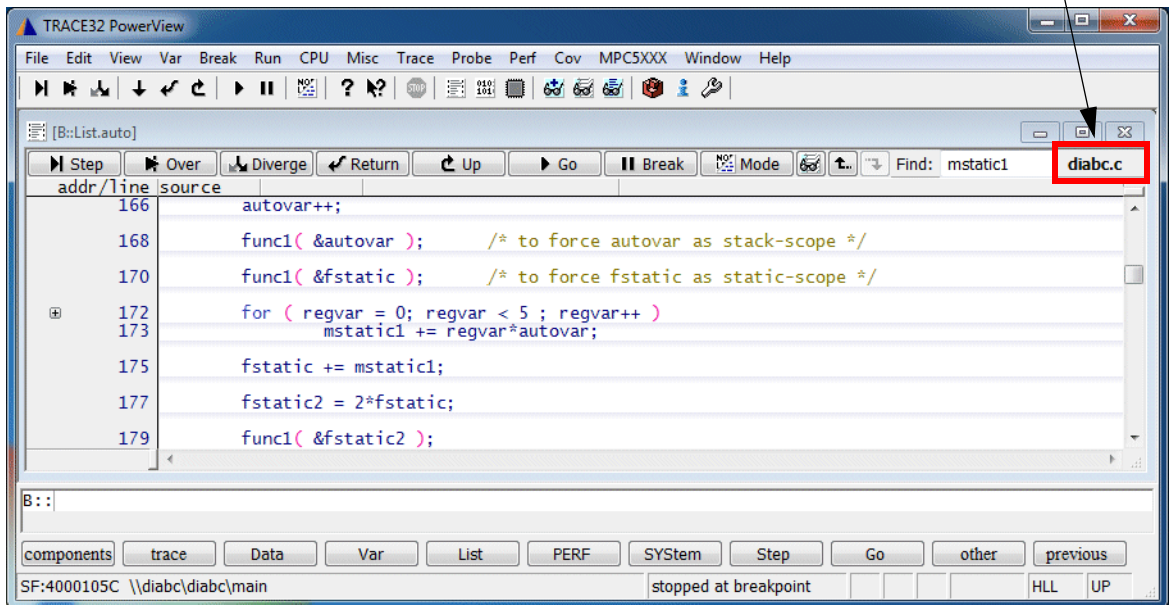 TRACE32 PowerView
File Edit View Var Break Run CPU Misc Trace Probe Perf Cov MPC5XXX Window Help
[B::List.auto]
Step Over Diverge Return Up Go Break Mode Find: mstatic1 diabc.c
addr/line source
166 autovar++;
168 func1( &autovar ); /* to force autovar as stack-scope */
170 func1( &fstatic ); /* to force fstatic as static-scope */
172 for ( regvar = 0; regvar < 5 ; regvar++ )
173 mstatic1 += regvar*autovar;
175 fstatic += mstatic1;
177 fstatic2 = 2*fstatic;
179 func1( &fstatic2 );
B::
components trace Data Var List PERF SYStem Step Go other previous
SF:4000105C \\diabc\diabc\main stopped at breakpoint HLL UP